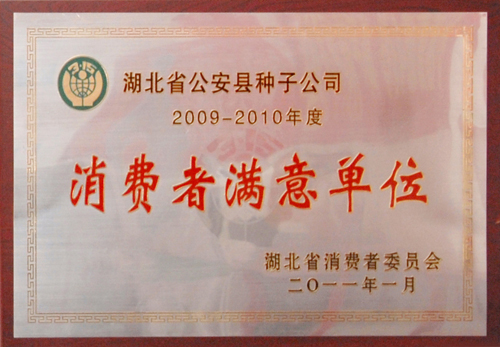 湖北省公安县种子公司
2009-2010年度
消费者满意单位
湖北省消费者委员会
二〇一一年一月